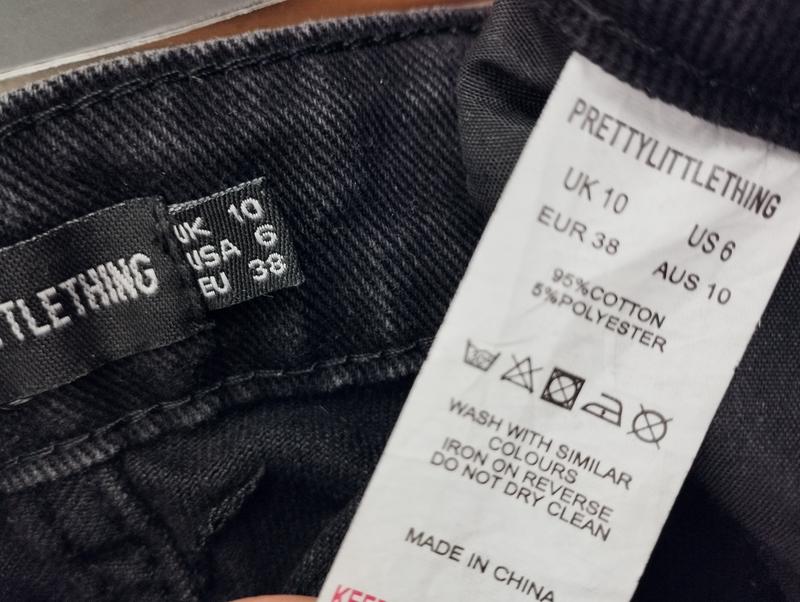 TTLETHING
UK 10
USA 6
EU 38
PRETTYLITTLETHING
UK 10 US 6
EUR 38 AUS 10
95%COTTON
5%POLYESTER
WASH WITH SIMILAR
COLOURS
IRON ON REVERSE
DO NOT DRY CLEAN
MADE IN CHINA